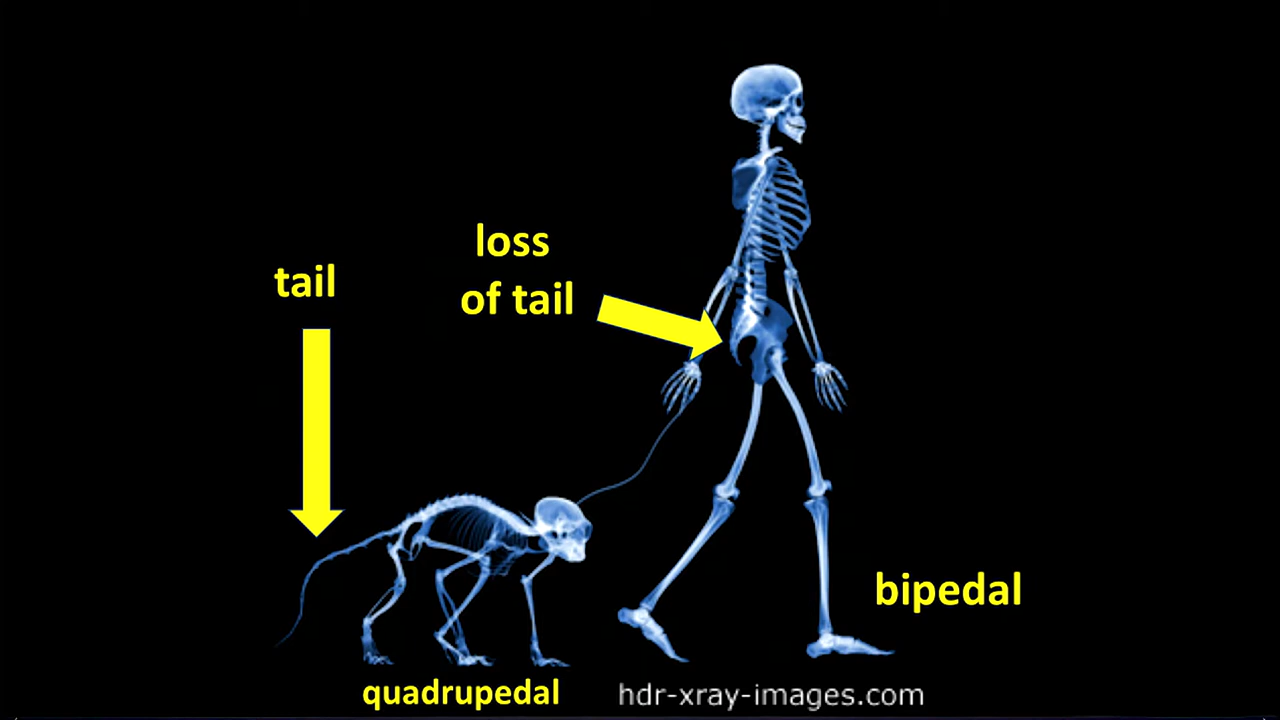 loss
of tail
tail
bipedal
quadrupedal
hdr-xray-images.com